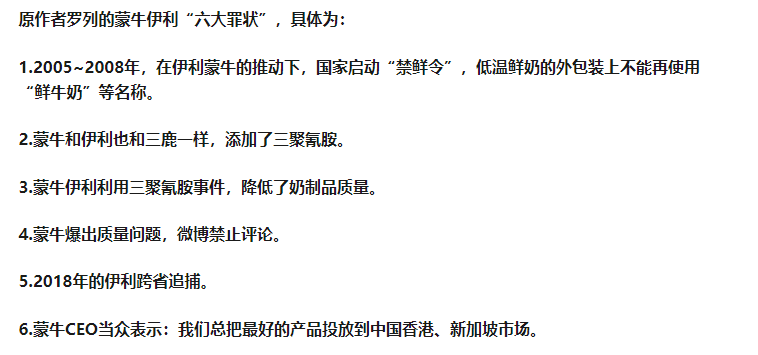 原作者罗列的蒙牛伊利“六大罪状”，具体为：
1.2005~2008年，在伊利蒙牛的推动下，国家启动“禁鲜令”，低温鲜奶的外包装上不能再使用
“鲜牛奶”等名称。
2.蒙牛和伊利也和三鹿一样，添加了三聚氰胺。
3.蒙牛伊利利用三聚氰胺事件，降低了奶制品质量。
4.蒙牛爆出质量问题，微博禁止评论。
5.2018年的伊利跨省追捕。
6.蒙牛CEO当众表示：我们总把最好的产品投放到中国香港、新加坡市场。